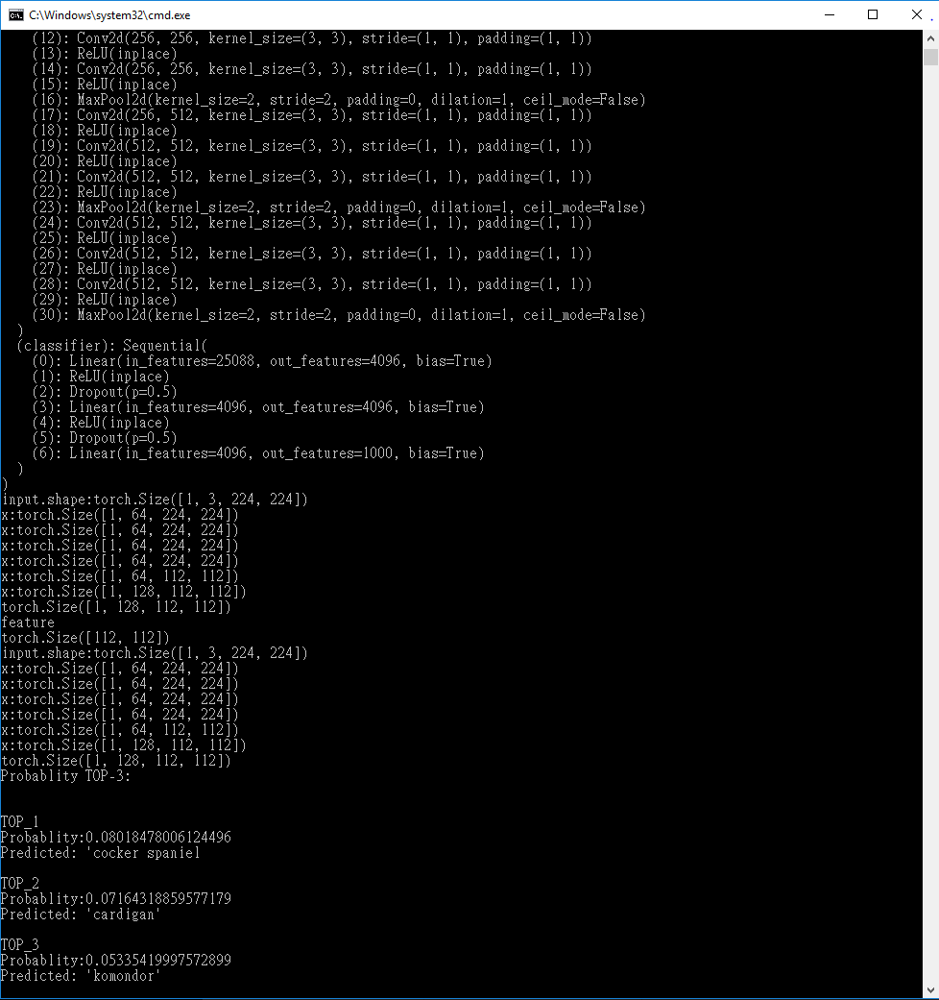 C:\Windows\system32\cmd.exe
(12): Conv2d(256, 256, kernel_size=(3, 3), stride=(1, 1), padding=(1, 1))
(13): ReLU(inplace)
(14): Conv2d(256, 256, kernel_size=(3, 3), stride=(1, 1), padding=(1, 1))
(15): ReLU(inplace)
(16): MaxPool2d(kernel_size=2, stride=2, padding=0, dilation=1, ceil_mode=False)
(17): Conv2d(256, 512, kernel_size=(3, 3), stride=(1, 1), padding=(1, 1))
(18): ReLU(inplace)
(19): Conv2d(512, 512, kernel_size=(3, 3), stride=(1, 1), padding=(1, 1))
(20): ReLU(inplace)
(21): Conv2d(512, 512, kernel_size=(3, 3), stride=(1, 1), padding=(1, 1))
(22): ReLU(inplace)
(23): MaxPool2d(kernel_size=2, stride=2, padding=0, dilation=1, ceil_mode=False)
(24): Conv2d(512, 512, kernel_size=(3, 3), stride=(1, 1), padding=(1, 1))
(25): ReLU(inplace)
(26): Conv2d(512, 512, kernel_size=(3, 3), stride=(1, 1), padding=(1, 1))
(27): ReLU(inplace)
(28): Conv2d(512, 512, kernel_size=(3, 3), stride=(1, 1), padding=(1, 1))
(29): ReLU(inplace)
(30): MaxPool2d(kernel_size=2, stride=2, padding=0, dilation=1, ceil_mode=False)
)
(classifier): Sequential(
(0): Linear(in_features=25088, out_features=4096, bias=True)
(1): ReLU(inplace)
(2): Dropout(p=0.5)
(3): Linear(in_features=4096, out_features=4096, bias=True)
(4): ReLU(inplace)
(5): Dropout(p=0.5)
(6): Linear(in_features=4096, out_features=1000, bias=True)
)
)
input.shape:torch.Size([1, 3, 224, 224])
x:torch.Size([1, 64, 224, 224])
x:torch.Size([1, 64, 224, 224])
x:torch.Size([1, 64, 224, 224])
x:torch.Size([1, 64, 224, 224])
x:torch.Size([1, 64, 112, 112])
x:torch.Size([1, 128, 112, 112])
torch.Size([1, 128, 112, 112])
feature
torch.Size([112, 112])
input.shape:torch.Size([1, 3, 224, 224])
x:torch.Size([1, 64, 224, 224])
x:torch.Size([1, 64, 224, 224])
x:torch.Size([1, 64, 224, 224])
x:torch.Size([1, 64, 224, 224])
x:torch.Size([1, 64, 112, 112])
x:torch.Size([1, 128, 112, 112])
torch.Size([1, 128, 112, 112])
Probablity TOP-3:
TOP_1
Probablity:0.08018478006124496
Predicted: 'cocker spaniel
TOP_2
Probablity:0.07164318859577179
Predicted: 'cardigan'
TOP_3
Probablity:0.05335419997572899
Predicted: 'komondor'